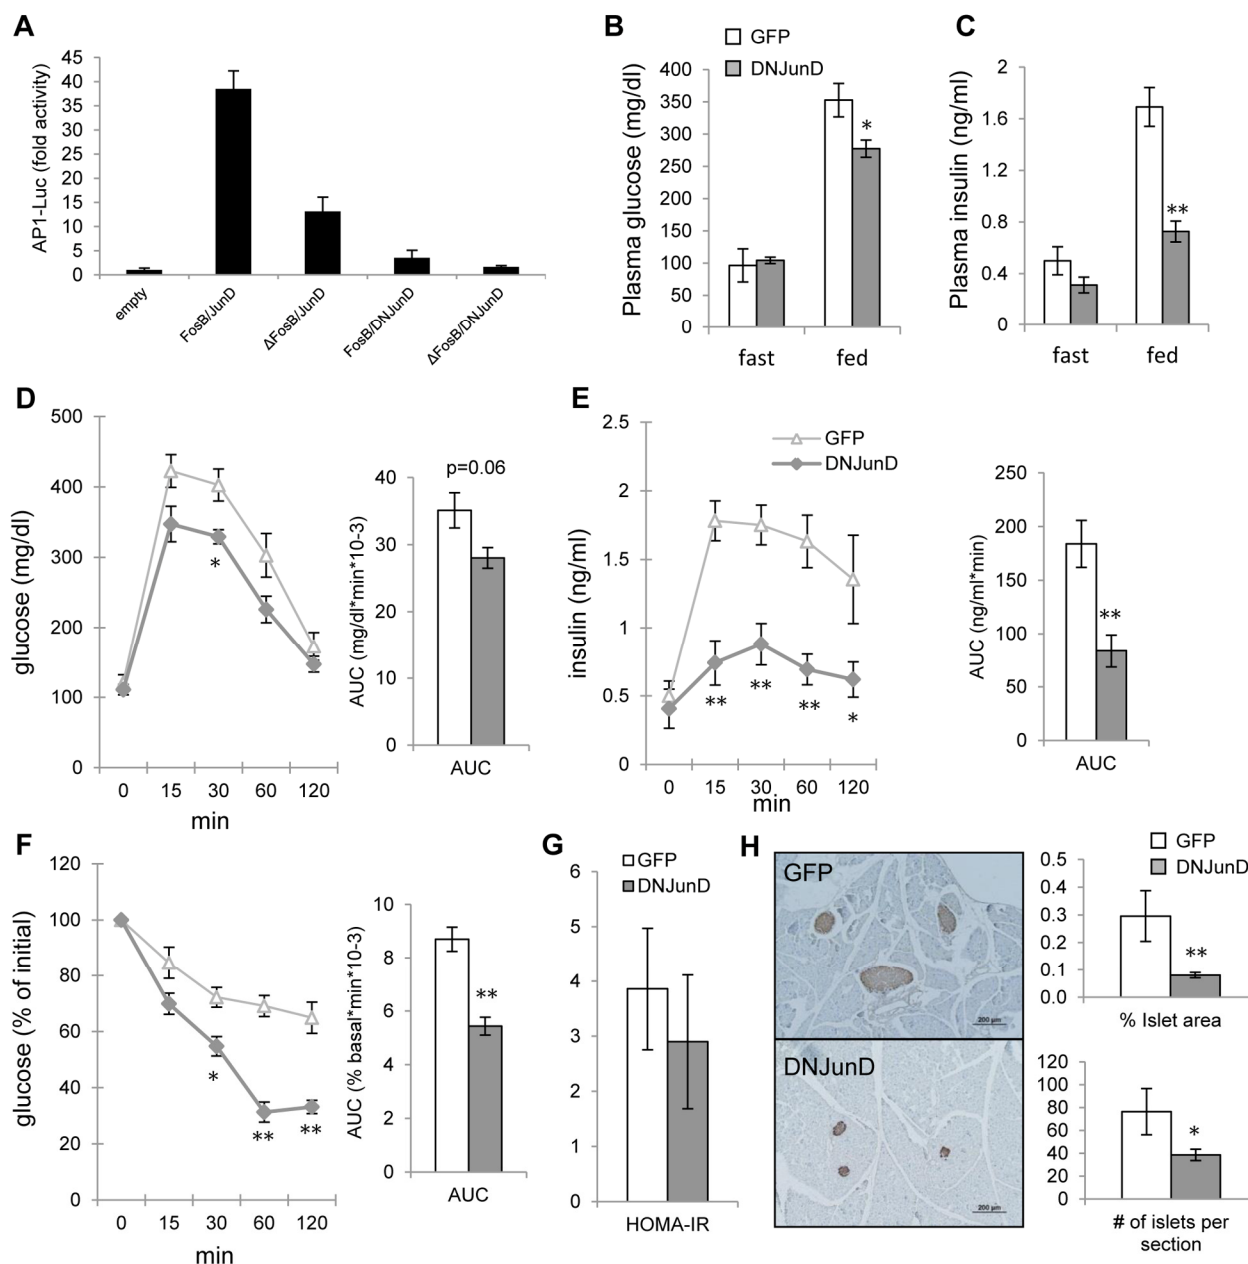 A
AP1-Luc (fold activity)
45
40
35
30
25
20
15
10
5
0
empty
FosB/JunD
ΔFosB/JunD
FosB/DNJunD
ΔFosB/DNJunD
B
GFP
DNJunD
Plasma glucose (mg/dl)
400
350
300
250
200
150
100
50
0
*
fast
fed
C
Plasma insulin (ng/ml)
2
1.6
1.2
0.8
0.4
0
**
fast
fed
D
glucose (mg/dl)
500
400
300
200
100
0
*
0 15 30 60 120
min
AUC (mg/dl*min*10-3)
40
30
20
10
0
p=0.06
AUC
E
insulin (ng/ml)
2.5
2
1.5
1
0.5
0
GFP
DNJunD
** ** ** *
0 15 30 60 120
min
AUC (ng/ml*min)
250
200
150
100
50
0
**
AUC
F
glucose (% of initial)
120
100
80
60
40
20
0
*
** **
0 15 30 60 120
min
AUC (% basal*min*10-3)
10
8
6
4
2
0
**
AUC
G
GFP
DNJunD
6
5
4
3
2
1
0
HOMA-IR
H
GFP
200 µm
DNJunD
200 µm
GFP
DNJunD
0.5
0.4
0.3
0.2
0.1
0.0
**
% Islet area
120
100
80
60
40
20
0
*
# of islets per
section